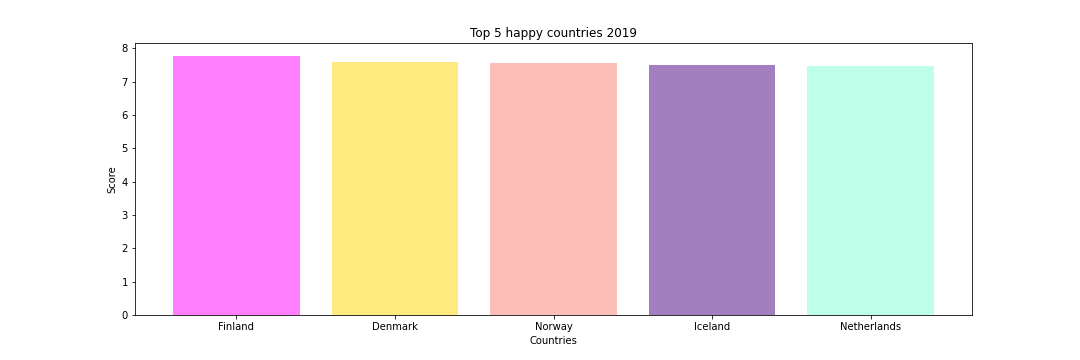 Top 5 happy countries 2019
8
7
6
5
4
3
2
1
0
Score
Finland Denmark Norway Iceland Netherlands
Countries